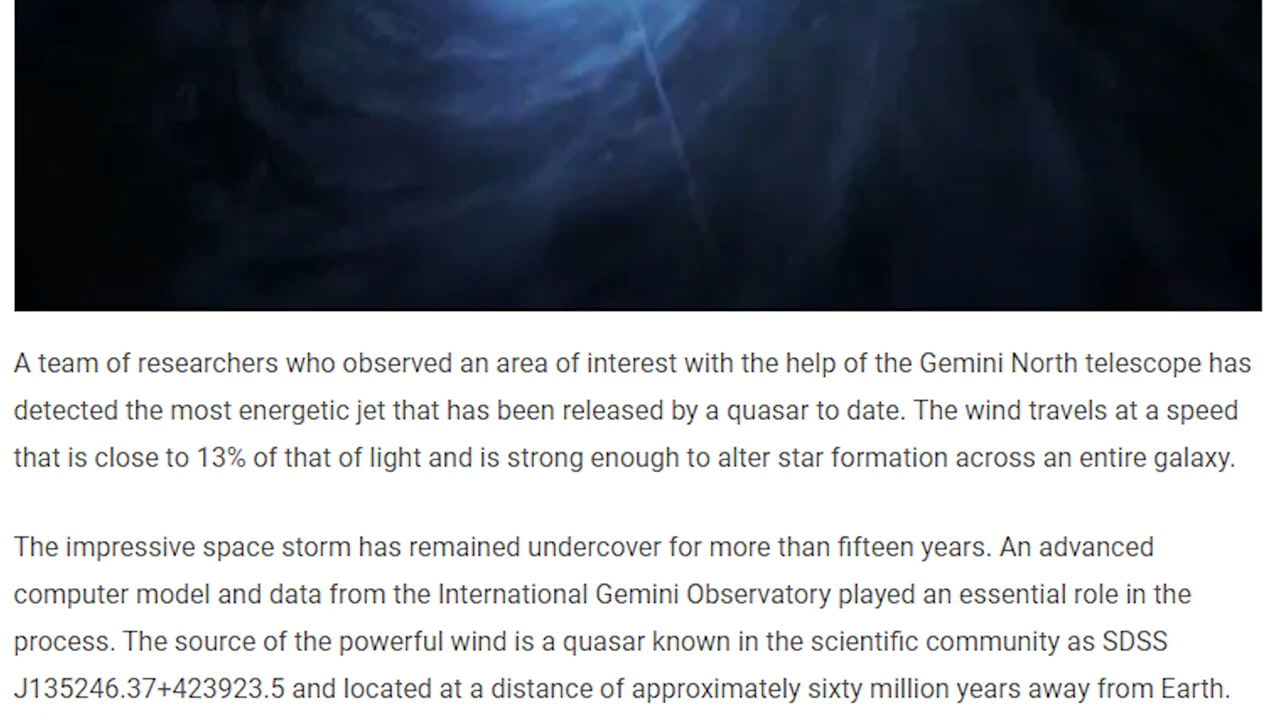 A team of researchers who observed an area of interest with the help of the Gemini North telescope has
detected the most energetic jet that has been released by a quasar to date. The wind travels at a speed
that is close to 13% of that of light and is strong enough to alter star formation across an entire galaxy.
The impressive space storm has remained undercover for more than fifteen years. An advanced
computer model and data from the International Gemini Observatory played an essential role in the
process. The source of the powerful wind is a quasar known in the scientific community as SDSS
J135246.37+423923.5 and located at a distance of approximately sixty million years away from Earth.